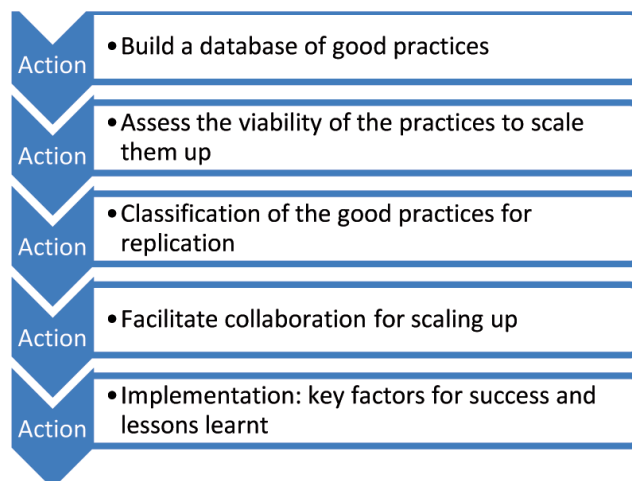 Action
•Build a database of good practices
Action
•Assess the viability of the practices to scale
them up
Action
•Classification of the good practices for
replication
Action
•Facilitate collaboration for scaling up
Action
•Implementation: key factors for success and
lessons learnt